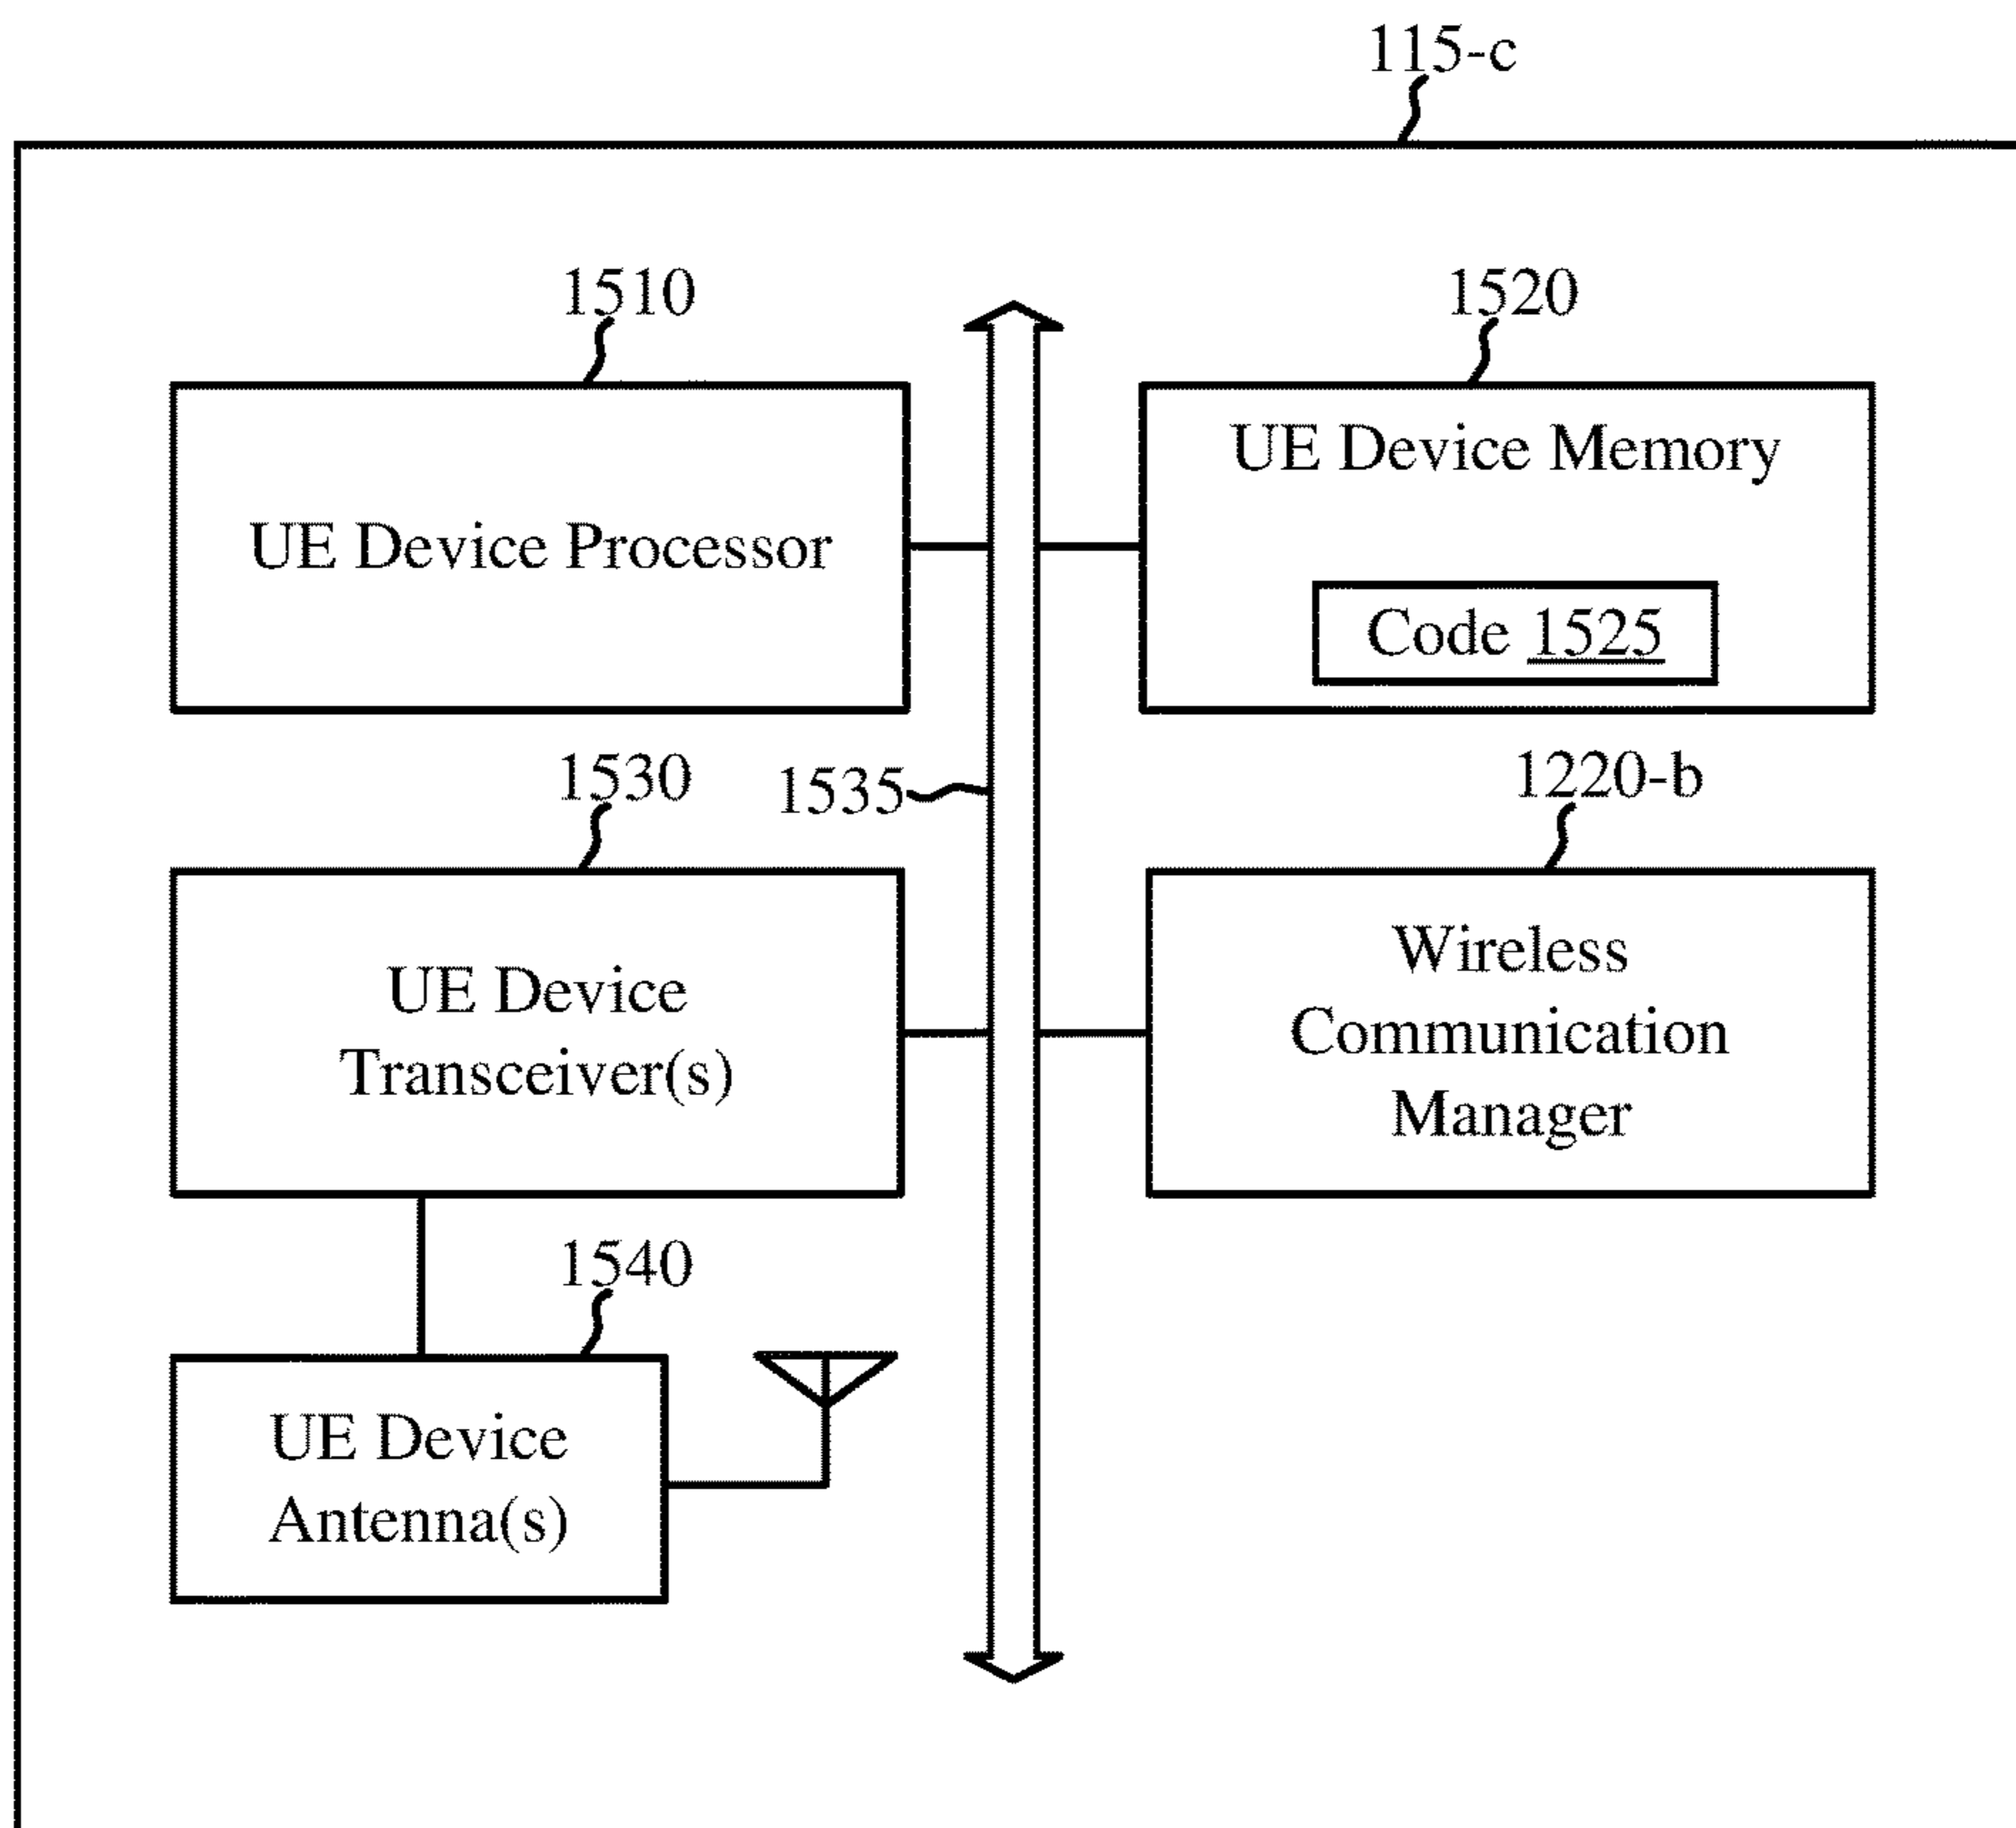 115-c
1510
1520
UE Device Processor
UE Device Memory
Code 1525
1530
1535
1220-b
UE Device
Transceiver(s)
Wireless
Communication
Manager
1540
UE Device
Antenna(s)